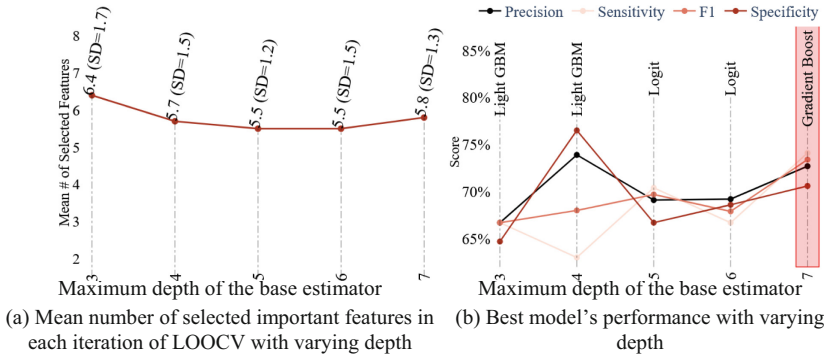 Precision Sensitivity F1 Specificity
8
7
6
5
4
3
2
Mean # of Selected Features
6.4 (SD=1.7)
5.7 (SD=1.5)
5.5 (SD=1.2)
5.5 (SD=1.5)
5.8 (SD=1.3)
3
4
5
6
7
Maximum depth of the base estimator
(a) Mean number of selected important features in
each iteration of LOOCV with varying depth
85%
80%
75%
70%
65%
Score
Light GBM
Light GBM
Logit
Logit
Gradient Boost
3
4
5
6
7
Maximum depth of the base estimator
(b) Best model's performance with varying
depth